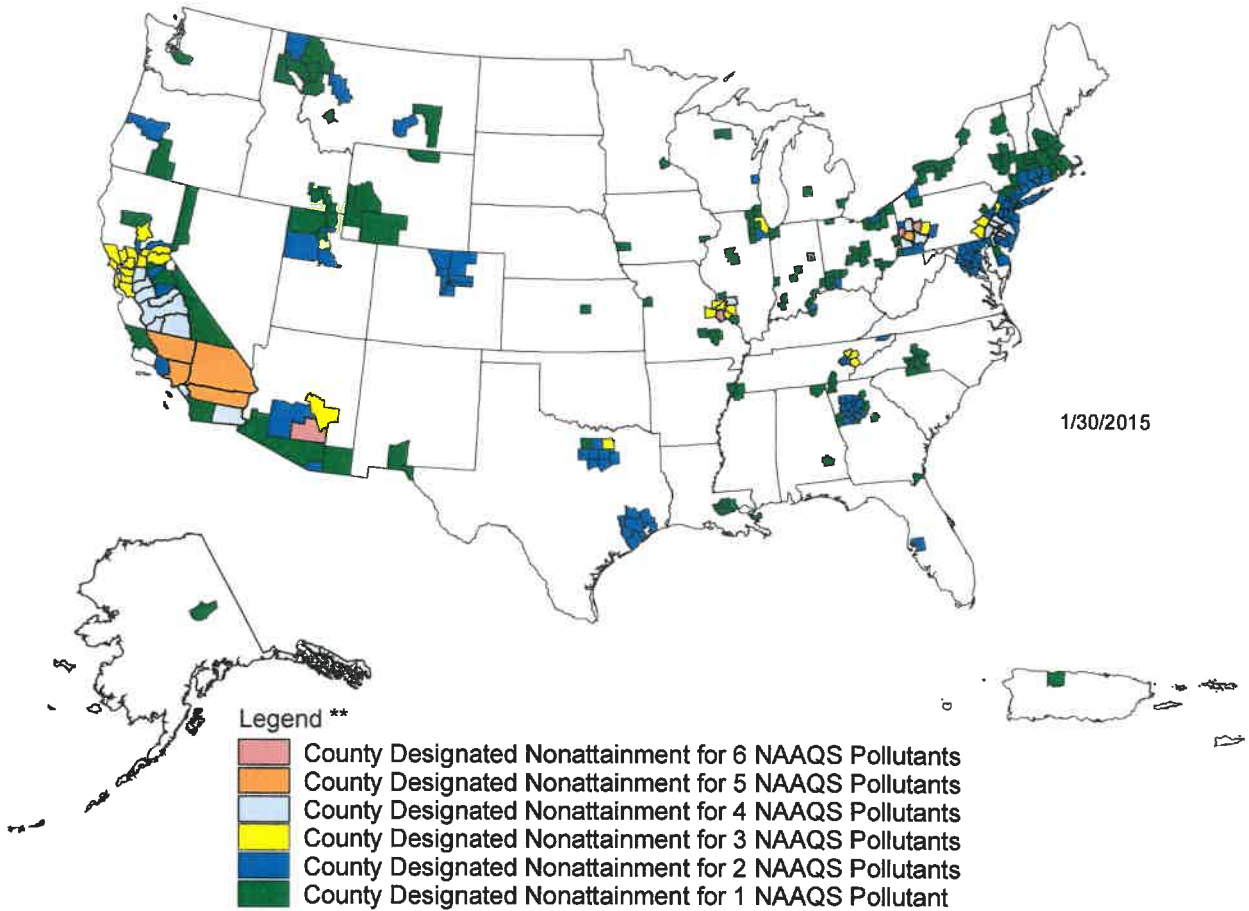 1/30/2015
Legend **
County Designated Nonattainment for 6 NAAQS Pollutants
County Designated Nonattainment for 5 NAAQS Pollutants
County Designated Nonattainment for 4 NAAQS Pollutants
County Designated Nonattainment for 3 NAAQS Pollutants
County Designated Nonattainment for 2 NAAQS Pollutants
County Designated Nonattainment for 1 NAAQS Pollutant